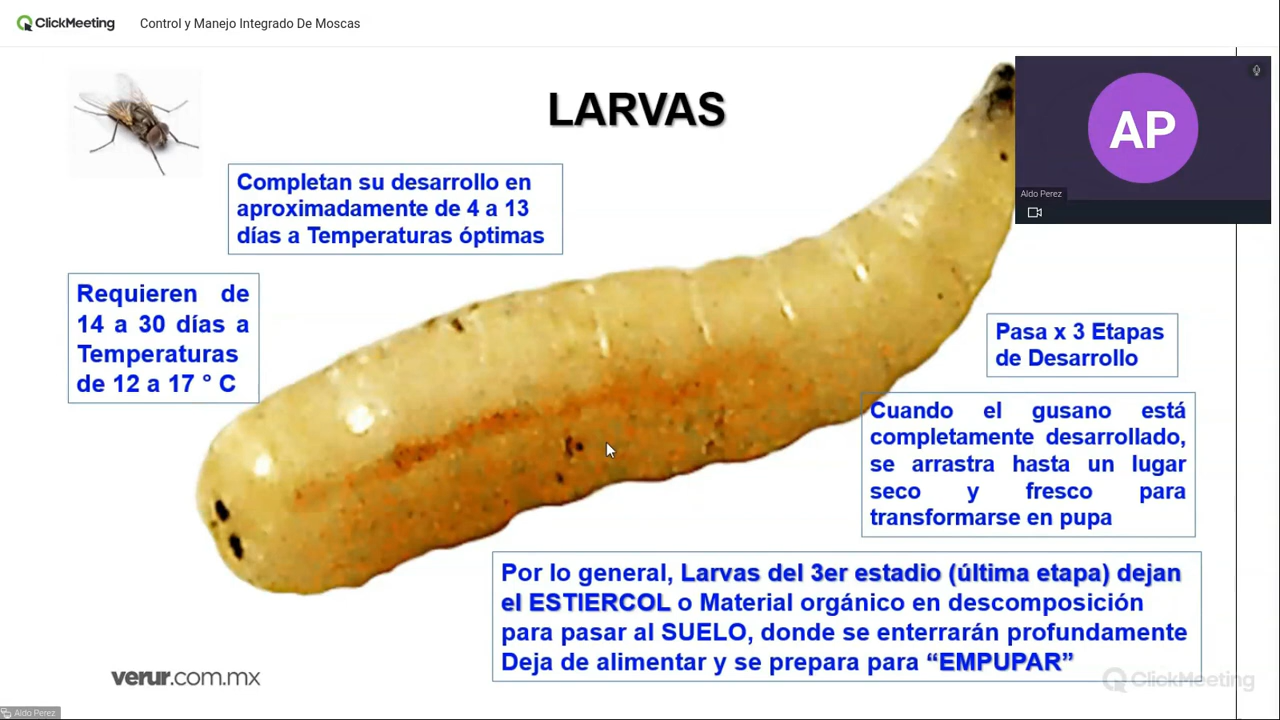 ClickMeeting Control y Manejo Integrado De Moscas
LARVAS
AP
Aldo Perez
Completan su desarrollo en
aproximadamente de 4 a 13
días a Temperaturas óptimas
Requieren de
14 a 30 días a
Temperaturas
de 12 a 17 ° C
Pasa x 3 Etapas
de Desarrollo
Cuando el gusano está
completamente desarrollado,
se arrastra hasta un lugar
seco y fresco para
transformarse en pupa
Por lo general, Larvas del 3er estadio (última etapa) dejan
el ESTIERCOL o Material orgánico en descomposición
para pasar al SUELO, donde se enterrarán profundamente
Deja de alimentar y se prepara para “EMPUPAR”
verur.com.mx
ClickMeeting
Aldo Perez